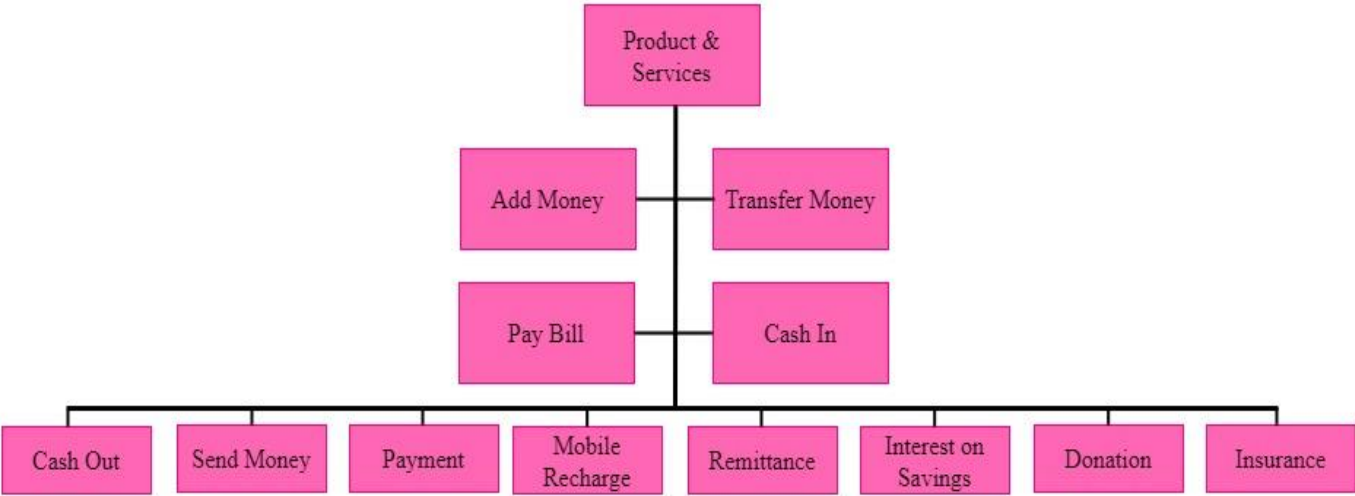 Product &
Services
Add Money
Transfer Money
Pay Bill
Cash In
Cash Out
Send Money
Payment
Mobile
Recharge
Remittance
Interest on
Savings
Donation
Insurance